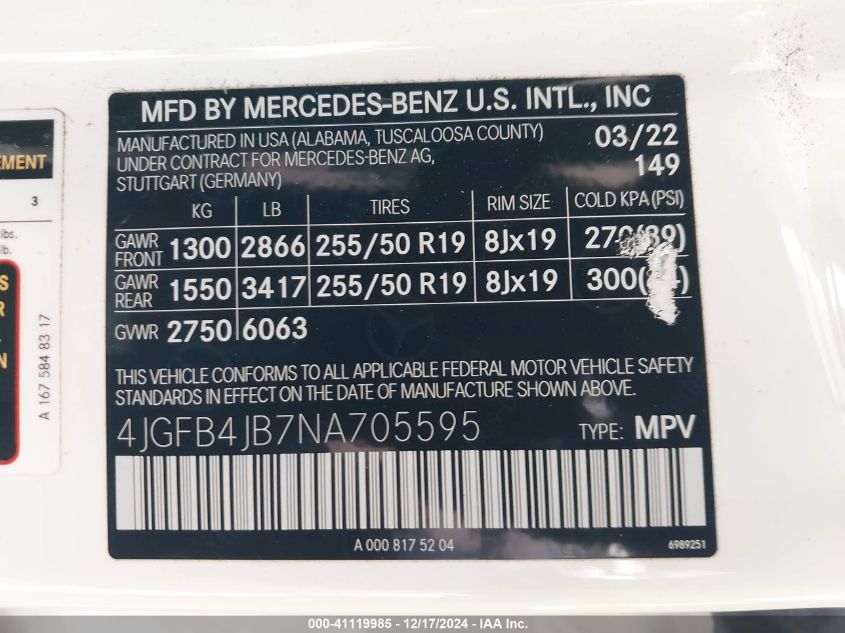 MFD BY MERCEDES-BENZ U.S. INTL., INC
MANUFACTURED IN USA (ALABAMA, TUSCALOOSA COUNTY) 03/22
UNDER CONTRACT FOR MERCEDES-BENZ AG, 149
STUTTGART (GERMANY)
KG LB TIRES RIM SIZE COLD KPA (PSI)
GAWR FRONT 1300 2866 255/50 R19 8Jx19
GAWR REAR 1550 3417 255/50 R19 8Jx19 300
GVWR 2750 6063
THIS VEHICLE CONFORMS TO ALL APPLICABLE FEDERAL MOTOR VEHICLE SAFETY
STANDARDS IN EFFECT ON THE DATE OF MANUFACTURE SHOWN ABOVE.
4JGFB4JB7NA705595 TYPE: MPV
A 000 817 52 04 6989251
3
lbs.
lb.
A 167 584 83 17
000-41119985 - 12/17/2024 - IAA Inc.